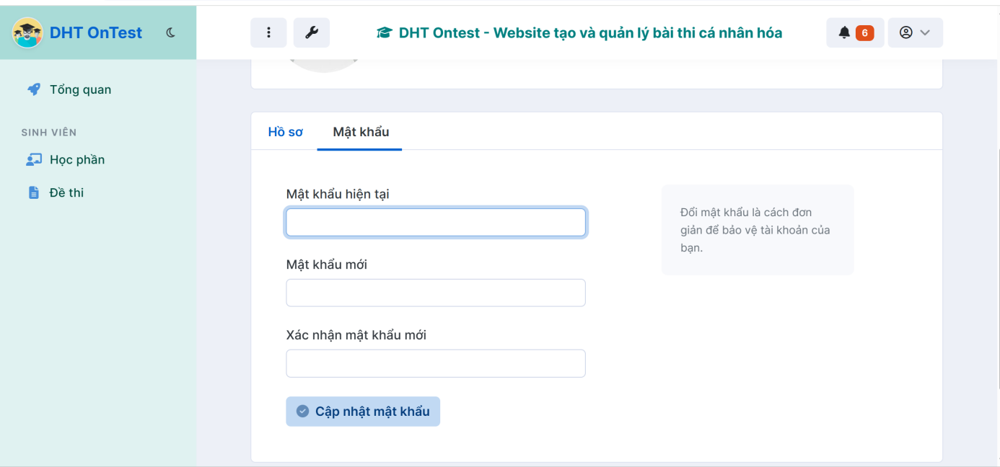 DHT OnTest
DHT Ontest - Website tạo và quản lý bài thi cá nhân hóa
6
Tổng quan
SINH VIÊN
Học phần
Đề thi
Hồ sơ
Mật khẩu
Mật khẩu hiện tại
Mật khẩu mới
Xác nhận mật khẩu mới
Cập nhật mật khẩu
Đổi mật khẩu là cách đơn
giản để bảo vệ tài khoản của
bạn.